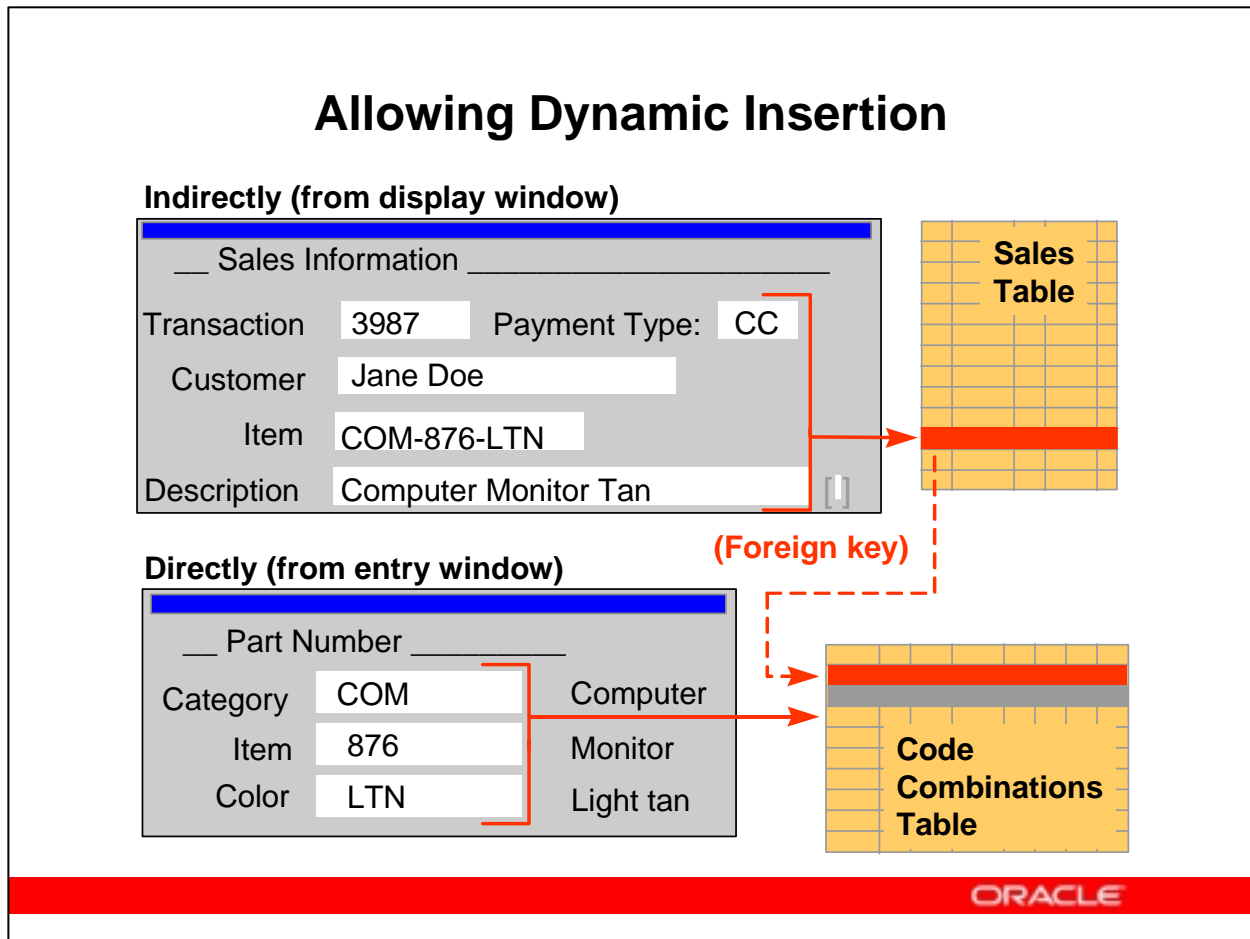 Allowing Dynamic Insertion
Indirectly (from display window)
__ Sales Information ______________________
Transaction 3987 Payment Type: CC
Customer Jane Doe
Item COM-876-LTN
Description Computer Monitor Tan [ ]
Sales
Table
(Foreign key)
Directly (from entry window)
__ Part Number _________
Category COM Computer
Item 876 Monitor
Color LTN Light tan
Code
Combinations
Table
ORACLE